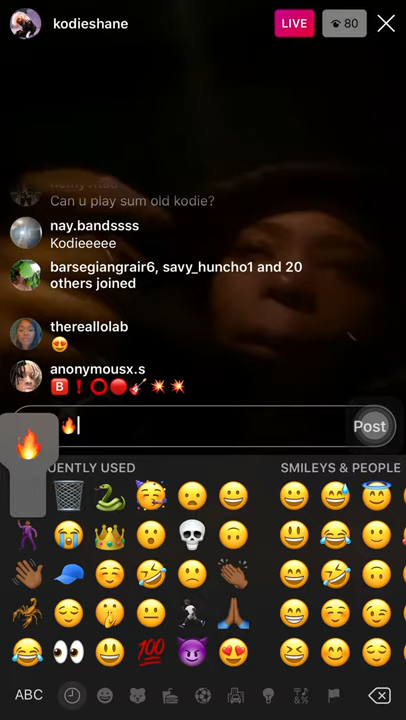 kodieshane
LIVE
80
Can u play sum old kodie?
nay.bandssss
Kodieeeee
barsegiangrair6, savy_huncho1 and 20
others joined
thereallolab
😍
anonymousx.s
🅱️❗⭕🔴🎸💥💥
🔥
Post
UENTLY USED
SMILEYS & PEOPLE
ABC